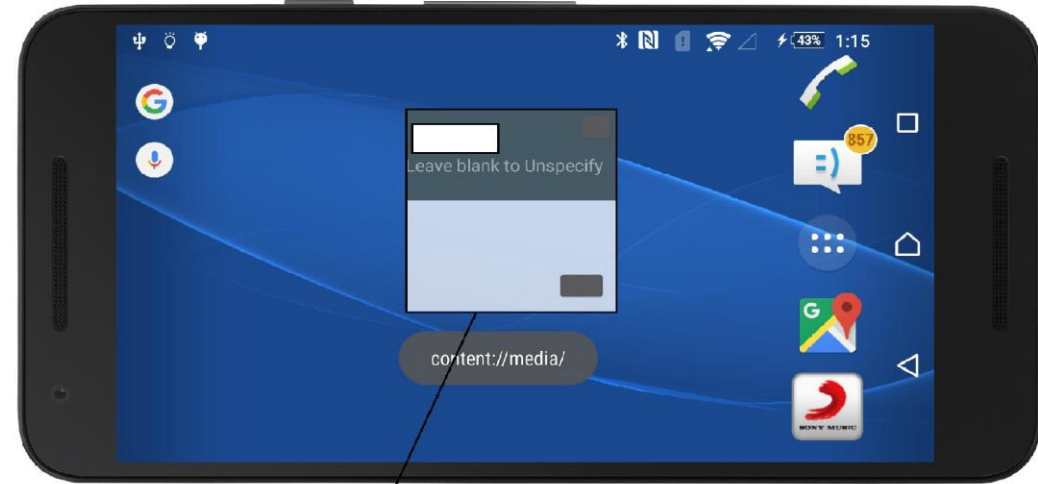 43% 1:15
857
Leave blank to Unspecify
G
content://media/
SONY MUSIC